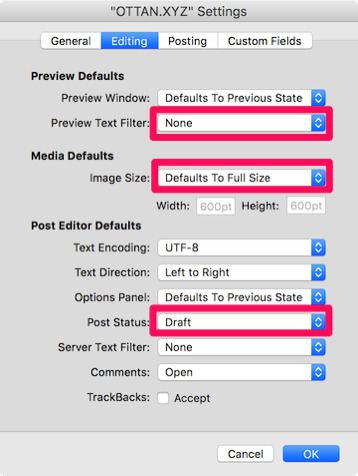 "OTTAN.XYZ" Settings
General Editing Posting Custom Fields
Preview Defaults
Preview Window: Defaults To Previous State
Preview Text Filter: None
Media Defaults
Image Size: Defaults To Full Size
Width: 600pt Height: 600pt
Post Editor Defaults
Text Encoding: UTF-8
Text Direction: Left to Right
Options Panel: Defaults To Previous State
Post Status: Draft
Server Text Filter: None
Comments: Open
TrackBacks: Accept
Cancel OK